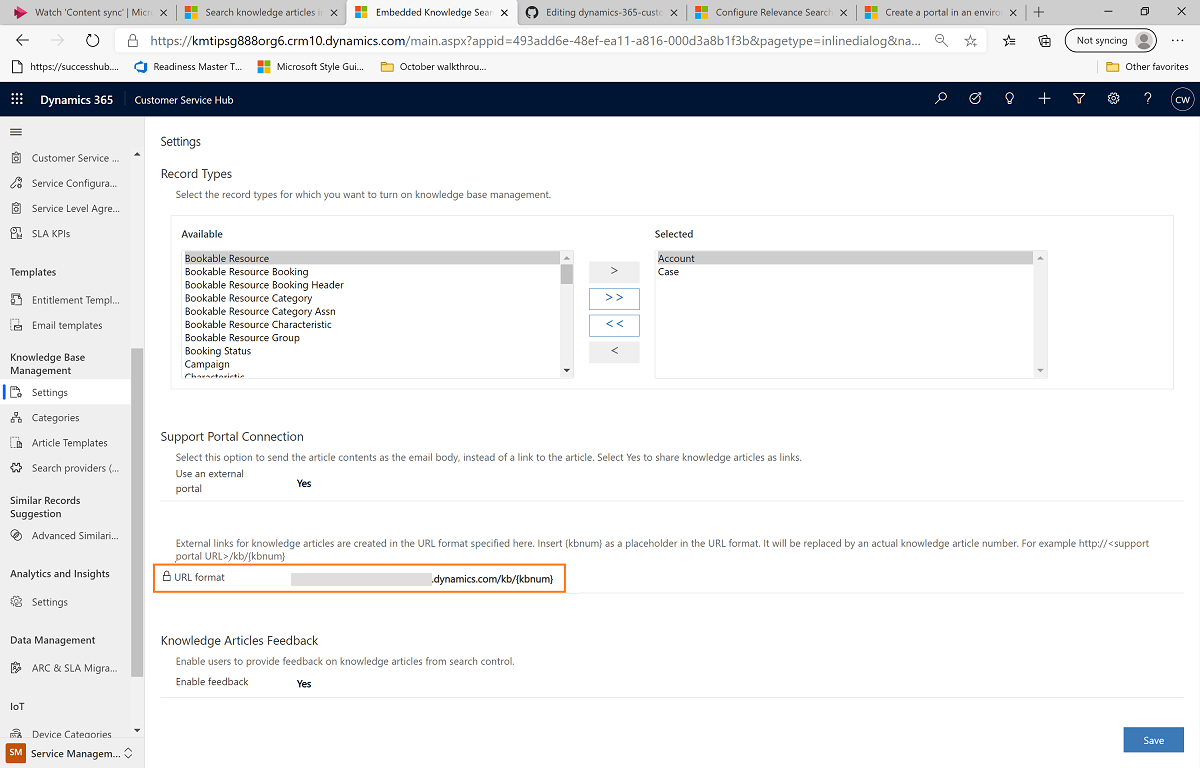 Watch 'Content sync' | Micr
Search knowledge articles i
Embedded Knowledge Sear
Editing dynamics-365-custo
Configure Relevance Search
Create a portal in an enviro
https://kmtipsg888org6.crm10.dynamics.com/main.aspx?appid=493add6e-48ef-ea11-a816-000d3a8b1f3b&pagetype=inlinedialog&na...
Not syncing
https://successhub....
Readiness Master T...
Microsoft Style Gui...
October walkthrou...
Other favorites
Dynamics 365
Customer Service Hub
CW
Customer Service ...
Service Configura...
Service Level Agre...
SLA KPIs
Templates
Entitlement Templ...
Email templates
Knowledge Base
Management
Settings
Categories
Article Templates
Search providers (...
Similar Records
Suggestion
Advanced Similari...
Analytics and Insights
Settings
Data Management
ARC & SLA Migra...
IoT
Device Categories
SM
Service Managem...
Settings
Record Types
Select the record types for which you want to turn on knowledge base management.
Available
Bookable Resource
Bookable Resource Booking
Bookable Resource Booking Header
Bookable Resource Category
Bookable Resource Category Assn
Bookable Resource Characteristic
Bookable Resource Group
Booking Status
Campaign
Characteristic
>
>>
<<
<
Selected
Account
Case
Support Portal Connection
Select this option to send the article contents as the email body, instead of a link to the article. Select Yes to share knowledge articles as links.
Use an external
portal
Yes
External links for knowledge articles are created in the URL format specified here. Insert {kbnum} as a placeholder in the URL format. It will be replaced by an actual knowledge article number. For example http://<support
portal URL>/kb/{kbnum}
URL format
.dynamics.com/kb/{kbnum}
Knowledge Articles Feedback
Enable users to provide feedback on knowledge articles from search control.
Enable feedback
Yes
Save